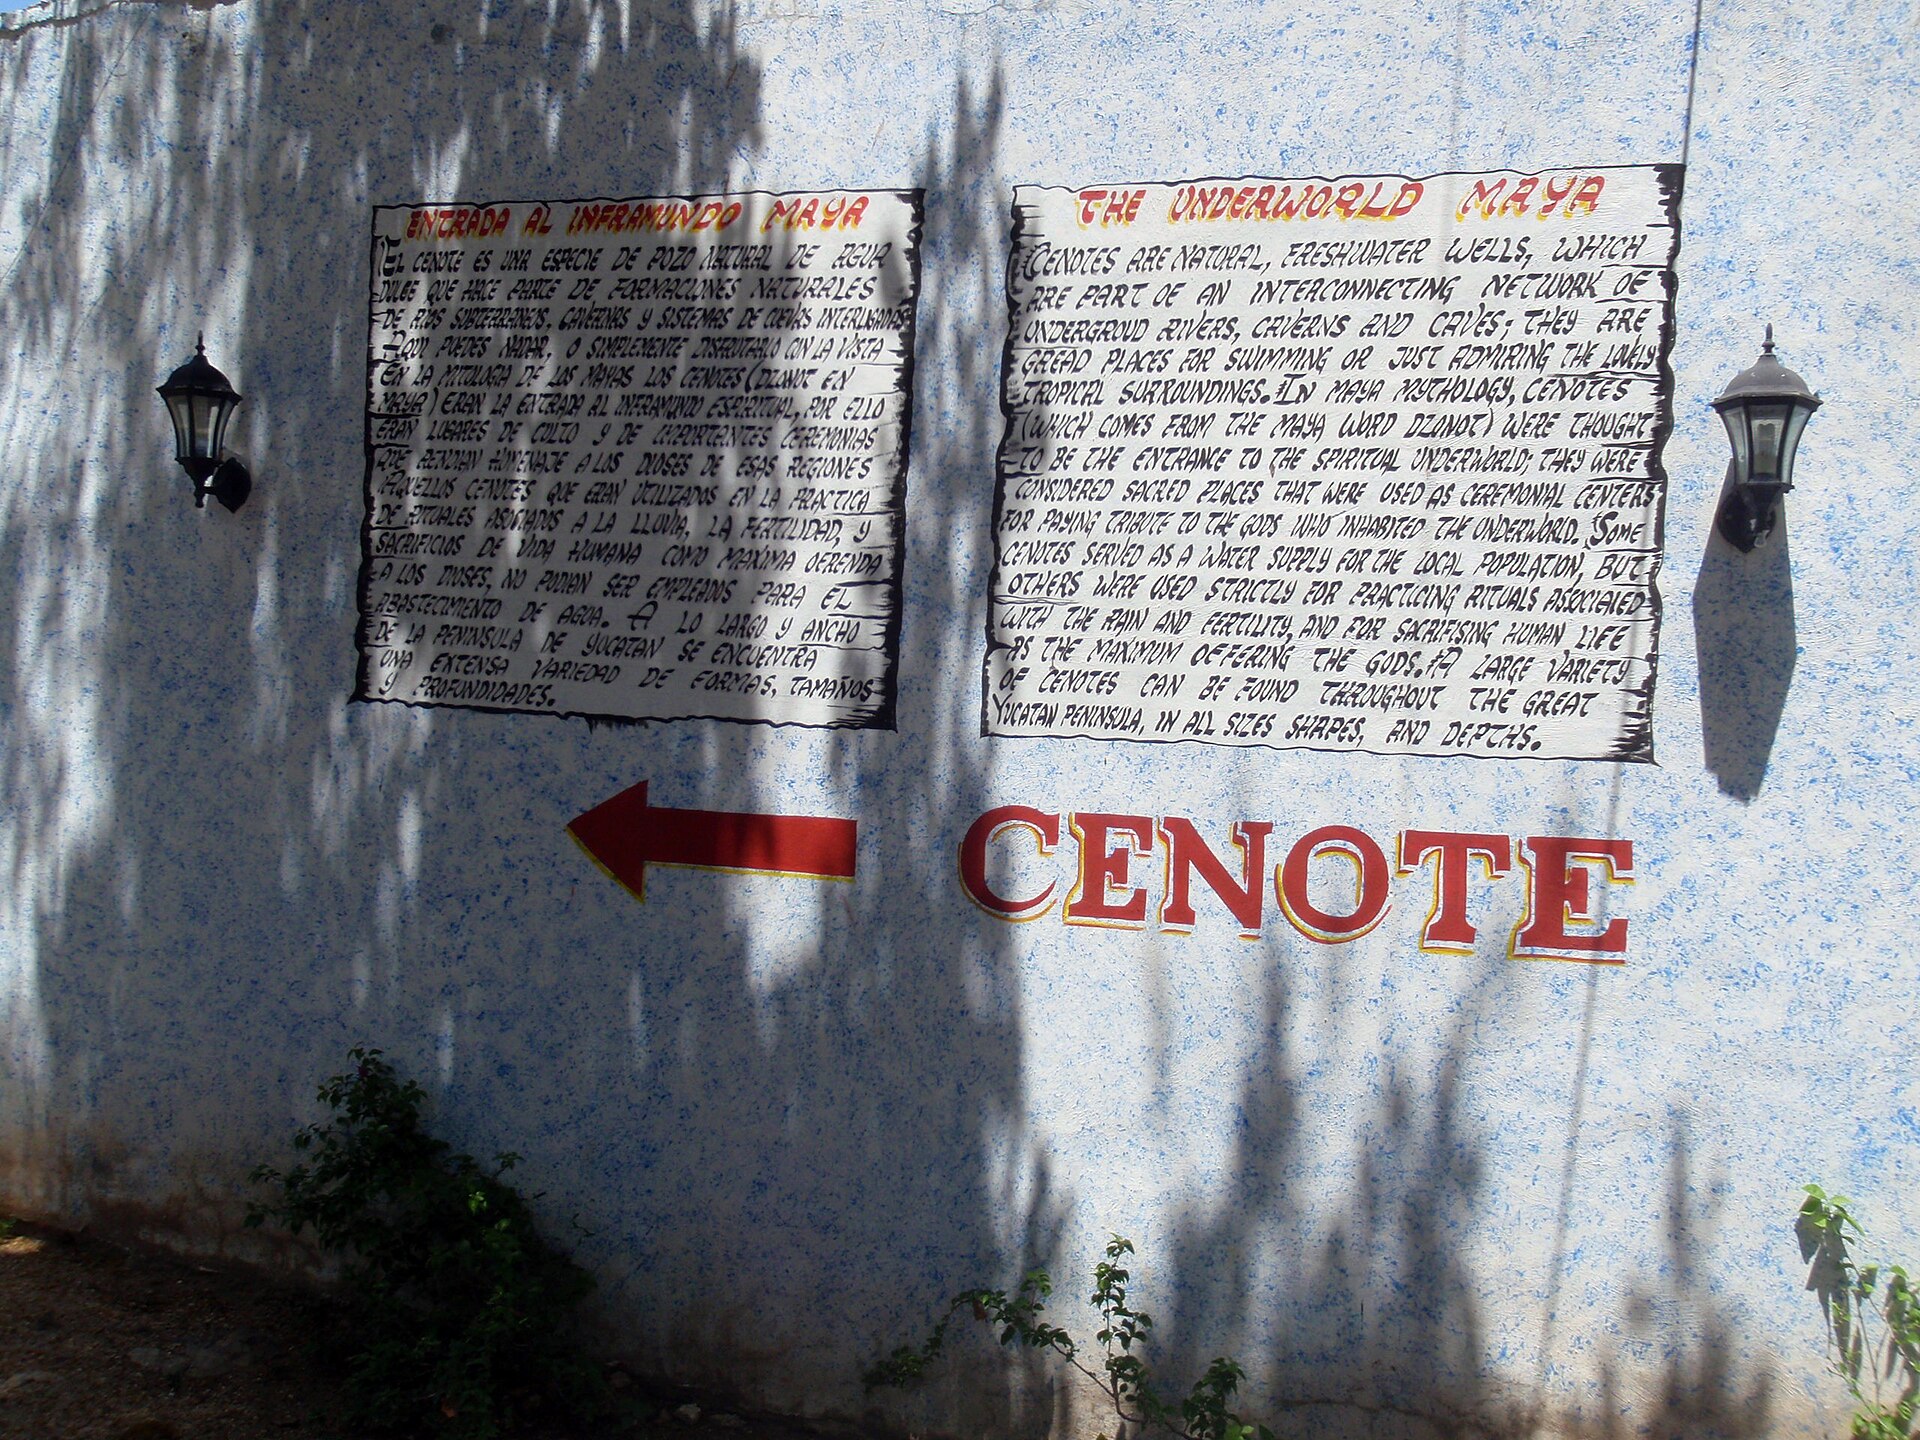 ENTRADA AL INFRAMUNDO MAYA
EL CENOTE ES UNA ESPECIE DE POZO NATURAL DE AGUA
DULCE QUE HACE PARTE DE FORMACIONES NATURALES
DE RIOS SUBTERRANEOS, CAVERNAS Y SISTEMAS DE CUEVAS INTERLIGADAS
AQUI PUEDES NADAR, O SIMPLEMENTE DISFRUTARLO CON LA VISTA
EN LA MITOLOGIA DE LOS MAYAS LOS CENOTES (DZONOT EN
MAYA) ERAN LA ENTRADA AL INFRAMUNDO ESPIRITUAL, POR ELLO
ERAN LUGARES DE CULTO Y DE IMPORTANTES CEREMONIAS
QUE RENDIAN HOMENAJE A LOS DIOSES DE ESAS REGIONES
AQUELLOS CENOTES QUE ERAN UTILIZADOS EN LA PRACTICA
DE RITUALES ASOCIADOS A LA LLUVIA, LA FERTILIDAD, Y
SACRIFICIOS DE VIDA HUMANA COMO MAXIMA OFRENDA
A LOS DIOSES, NO PODIAN SER EMPLEADOS PARA EL
ABASTECIMIENTO DE AGUA. A LO LARGO Y ANCHO
DE LA PENINSULA DE YUCATAN SE ENCUENTRA
UNA EXTENSA VARIEDAD DE FORMAS, TAMAÑOS
Y PROFUNDIDADES.
THE UNDERWORLD MAYA
CENOTES ARE NATURAL, FRESHWATER WELLS, WHICH
ARE PART OF AN INTERCONNECTING NETWORK OF
UNDERGROUD RIVERS, CAVERNS AND CAVES; THEY ARE
GREAD PLACES FOR SWIMMING OR JUST ADMIRING THE LOVELY
TROPICAL SURROUNDINGS. IN MAYA MYTHOLOGY, CENOTES
(WHICH COMES FROM THE MAYA WORD DZONOT) WERE THOUGHT
TO BE THE ENTRANCE TO THE SPIRITUAL UNDERWORLD; THEY WERE
CONSIDERED SACRED PLACES THAT WERE USED AS CEREMONIAL CENTERS
FOR PAYING TRIBUTE TO THE GODS WHO INHABITED THE UNDERWORLD. SOME
CENOTES SERVED AS A WATER SUPPLY FOR THE LOCAL POPULATION, BUT
OTHERS WERE USED STRICTLY FOR PRACTICING RITUALS ASSOCIATED
WITH THE RAIN AND FERTILITY, AND FOR SACRIFISING HUMAN LIFE
AS THE MAXIMUM OFFERING THE GODS. A LARGE VARIETY
OF CENOTES CAN BE FOUND THROUGHOUT THE GREAT
YUCATAN PENINSULA, IN ALL SIZES SHAPES, AND DEPTHS.
CENOTE